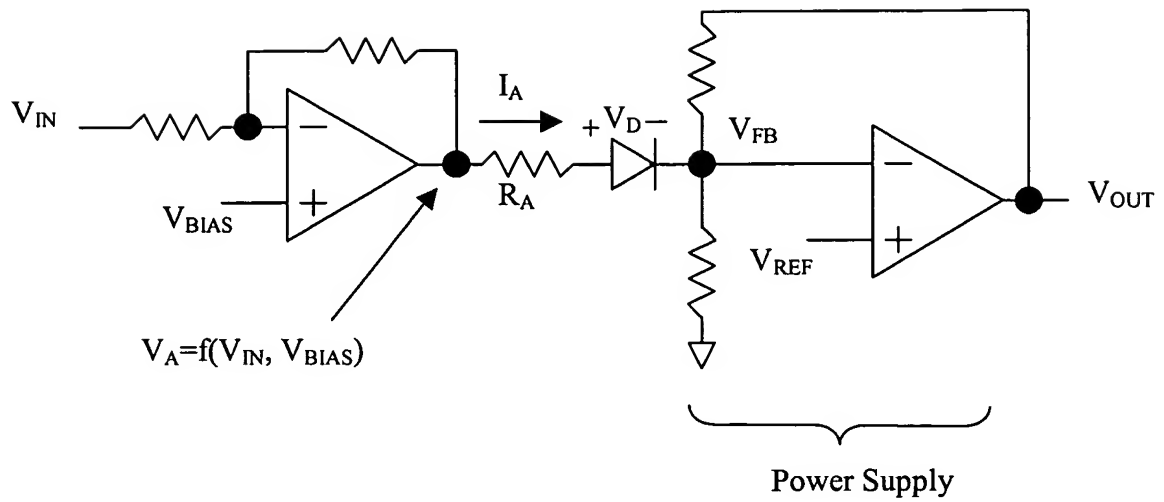 V_IN
I_A
+ V_D −
V_FB
−
+
V_BIAS
R_A
−
+
V_REF
V_OUT
V_A=f(V_IN, V_BIAS)
Power Supply